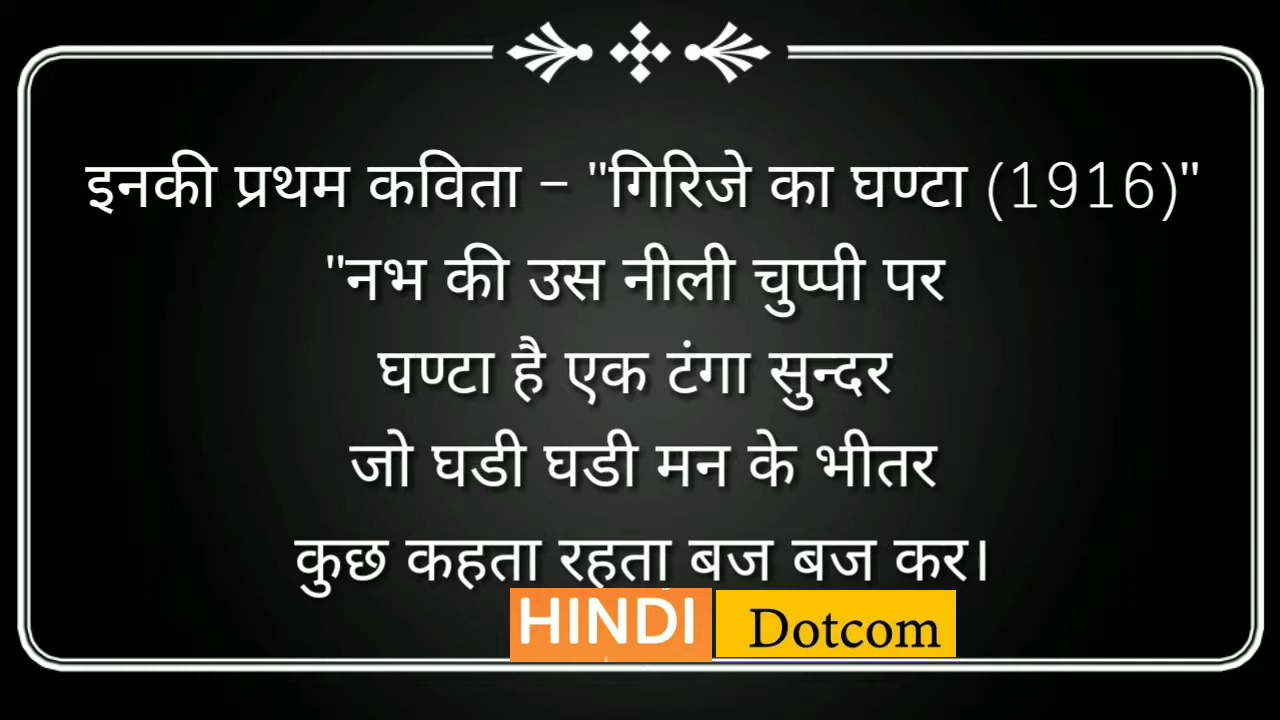 इनकी प्रथम कविता - "गिरिजे का घण्टा (1916)"
"नभ की उस नीली चुप्पी पर
घण्टा है एक टंगा सुन्दर
जो घडी घडी मन के भीतर
कुछ कहता रहता बज बज कर।
HINDI Dotcom